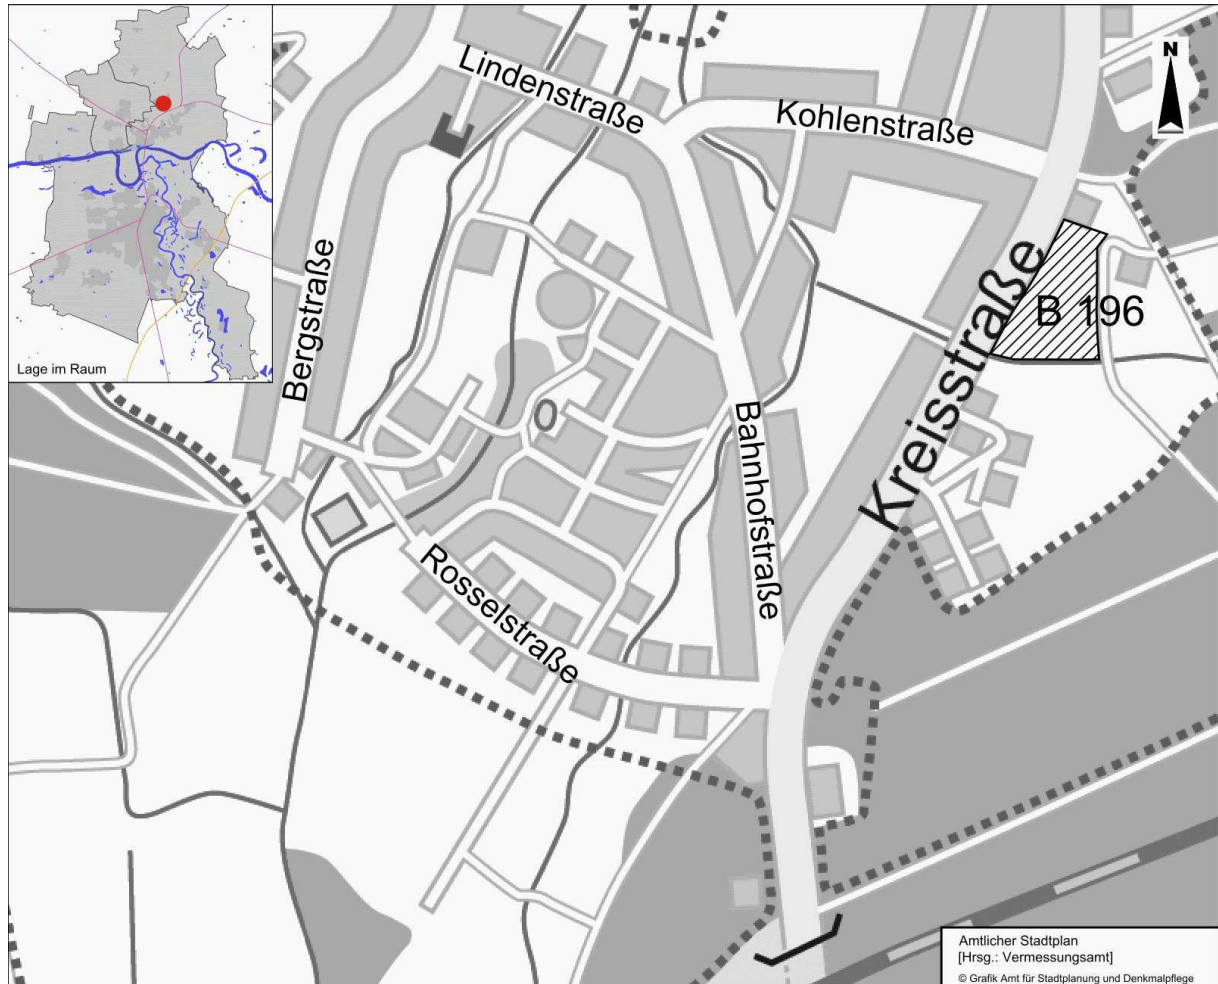 Lage im Raum
Lindenstraße
Kohlenstraße
N
Bergstraße
Kreisstraße
B 196
Bahnhofstraße
Rosselstraße
Amtlicher Stadtplan
[Hrsg.: Vermessungsamt]
© Grafik Amt für Stadtplanung und Denkmalpflege